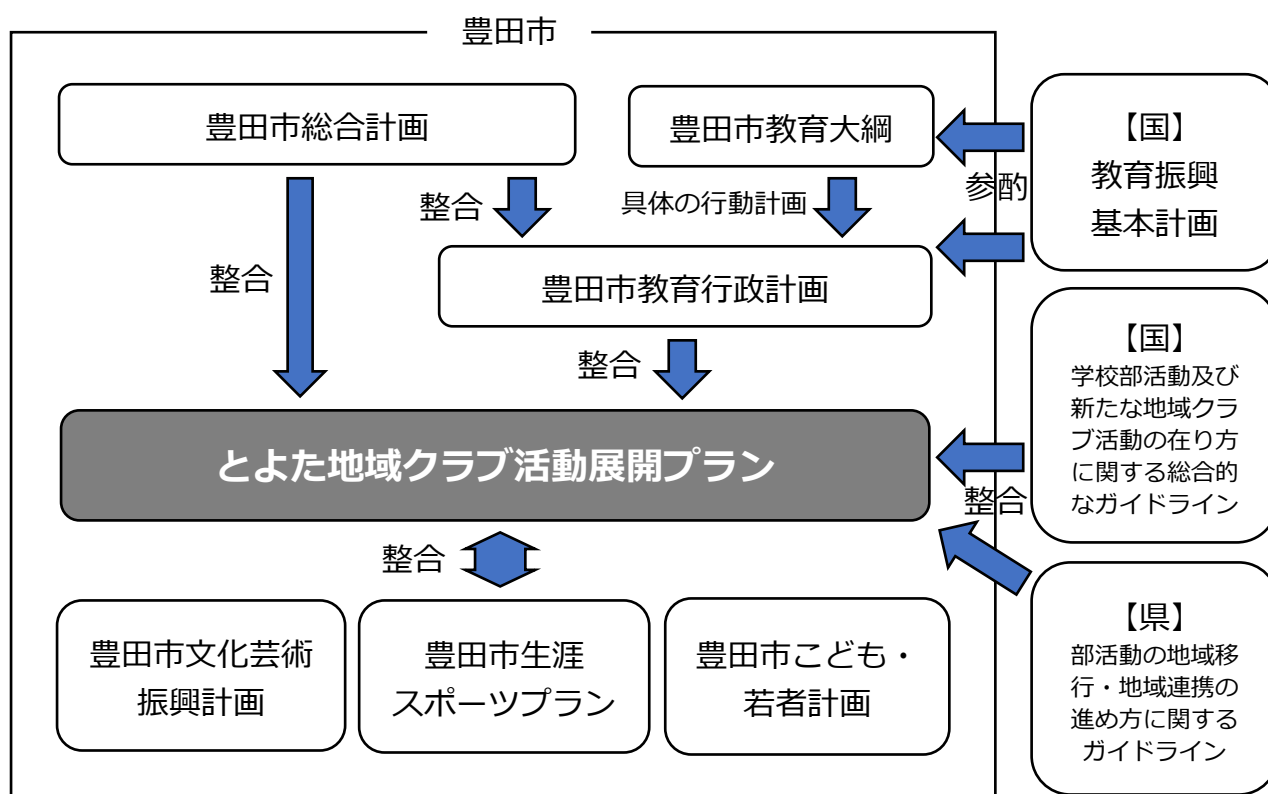 豊田市
豊田市総合計画
豊田市教育大綱
【国】
教育振興
基本計画
参酌
整合
具体の行動計画
整合
豊田市教育行政計画
整合
【国】
学校部活動及び
新たな地域クラ
ブ活動の在り方
に関する総合的
なガイドライン
とよた地域クラブ活動展開プラン
整合
整合
豊田市文化芸術
振興計画
豊田市生涯
スポーツプラン
豊田市こども・
若者計画
【県】
部活動の地域移
行・地域連携の
進め方に関する
ガイドライン